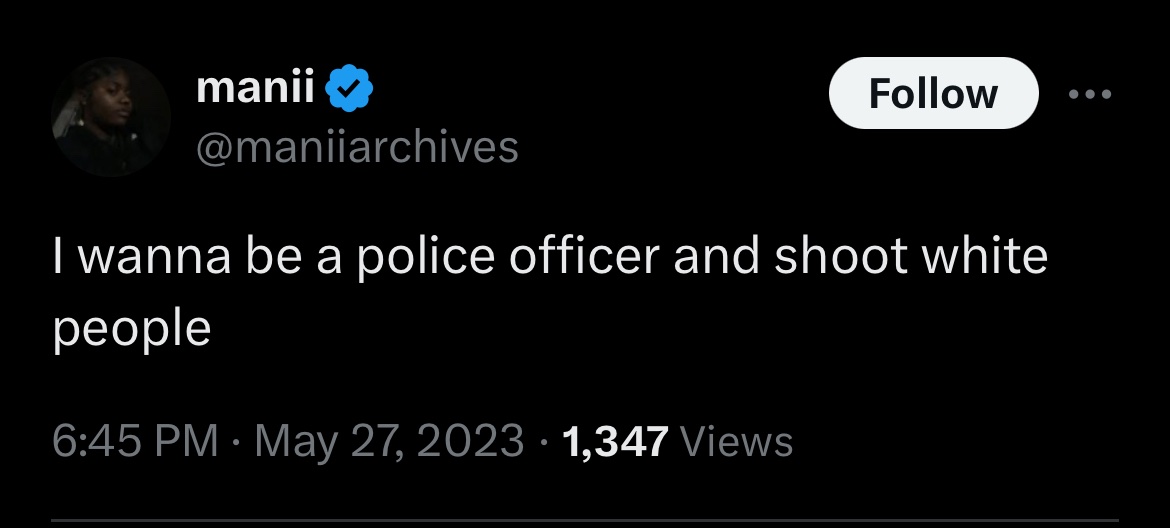 manii
@maniiarchives
Follow
I wanna be a police officer and shoot white
people
6:45 PM · May 27, 2023 · 1,347 Views